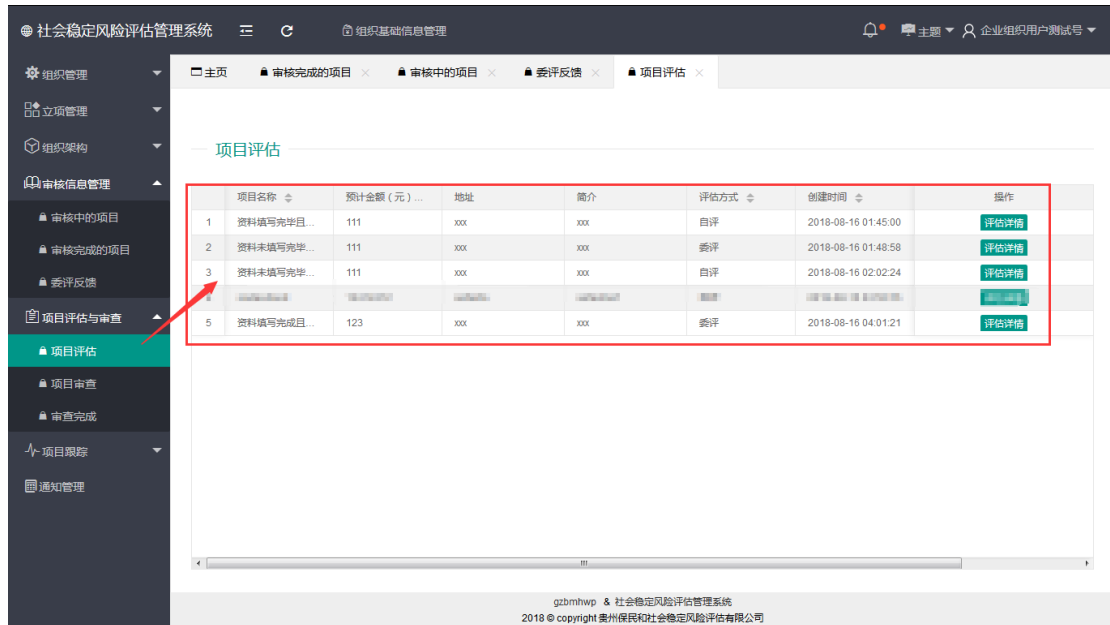 社会稳定风险评估管理系统 组织基础信息管理 主题 企业组织用户测试号
组织管理
立项管理
组织架构
审核信息管理
审核中的项目
审核完成的项目
委评反馈
项目评估与审查
项目评估
项目审查
审查完成
项目跟踪
通知管理
主页 审核完成的项目 审核中的项目 委评反馈 项目评估
项目评估
项目名称 预计金额（元）... 地址 简介 评估方式 创建时间 操作
1 资料填写完毕且... 111 xxx xxx 自评 2018-08-16 01:45:00 评估详情
2 资料未填写完毕... 111 xxx xxx 委评 2018-08-16 01:48:58 评估详情
3 资料未填写完毕... 111 xxx xxx 自评 2018-08-16 02:02:24 评估详情
5 资料填写完成且... 123 xxx xxx 委评 2018-08-16 04:01:21 评估详情
gzbmhwp & 社会稳定风险评估管理系统
2018 © copyright 贵州保民和社会稳定风险评估有限公司